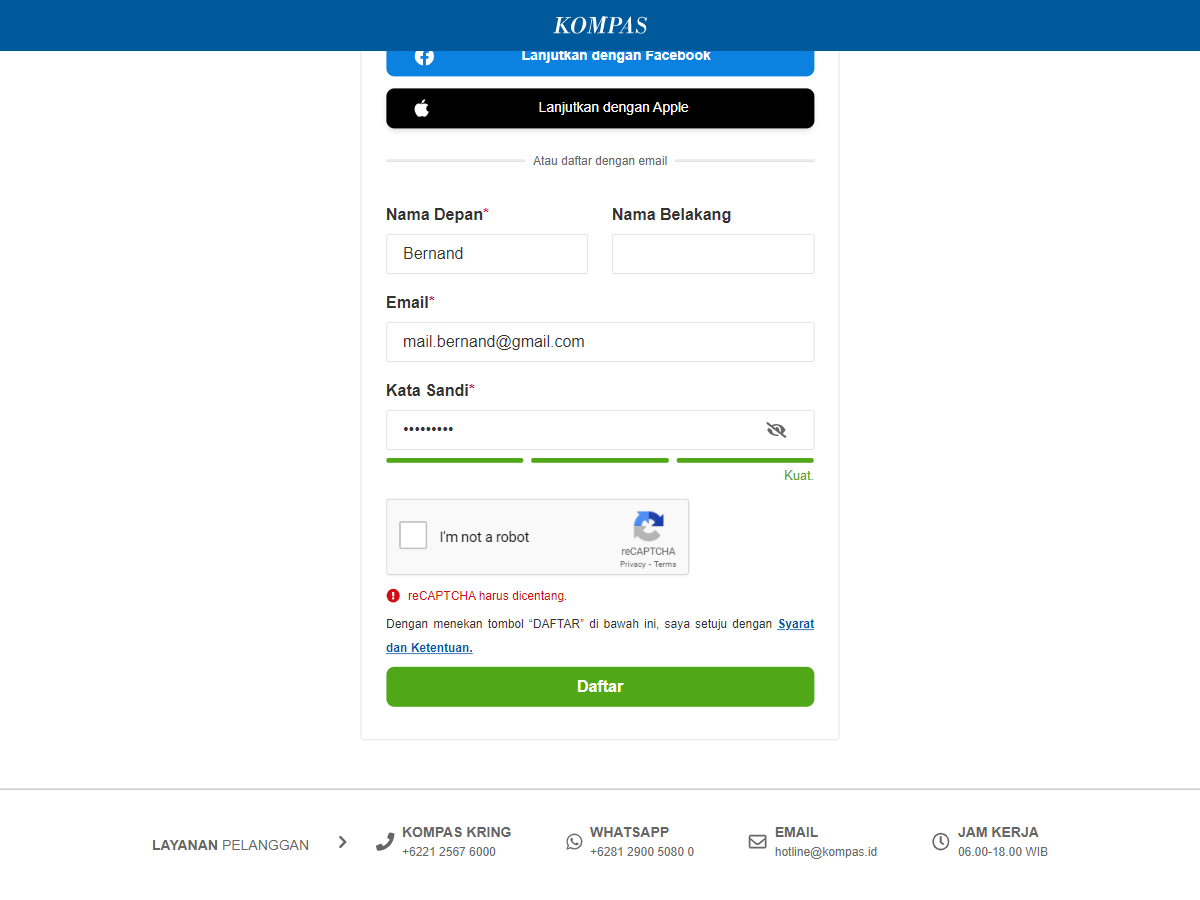 KOMPAS
Lanjutkan dengan Facebook
Lanjutkan dengan Apple
Atau daftar dengan email
Nama Depan* Nama Belakang
Bernand
Email*
mail.bernand@gmail.com
Kata Sandi*
•••••••••
Kuat.
I'm not a robot
reCAPTCHA
Privacy - Terms
reCAPTCHA harus dicentang.
Dengan menekan tombol “DAFTAR” di bawah ini, saya setuju dengan Syarat
dan Ketentuan.
Daftar
LAYANAN PELANGGAN
KOMPAS KRING
+6221 2567 6000
WHATSAPP
+6281 2900 5080 0
EMAIL
hotline@kompas.id
JAM KERJA
06.00-18.00 WIB